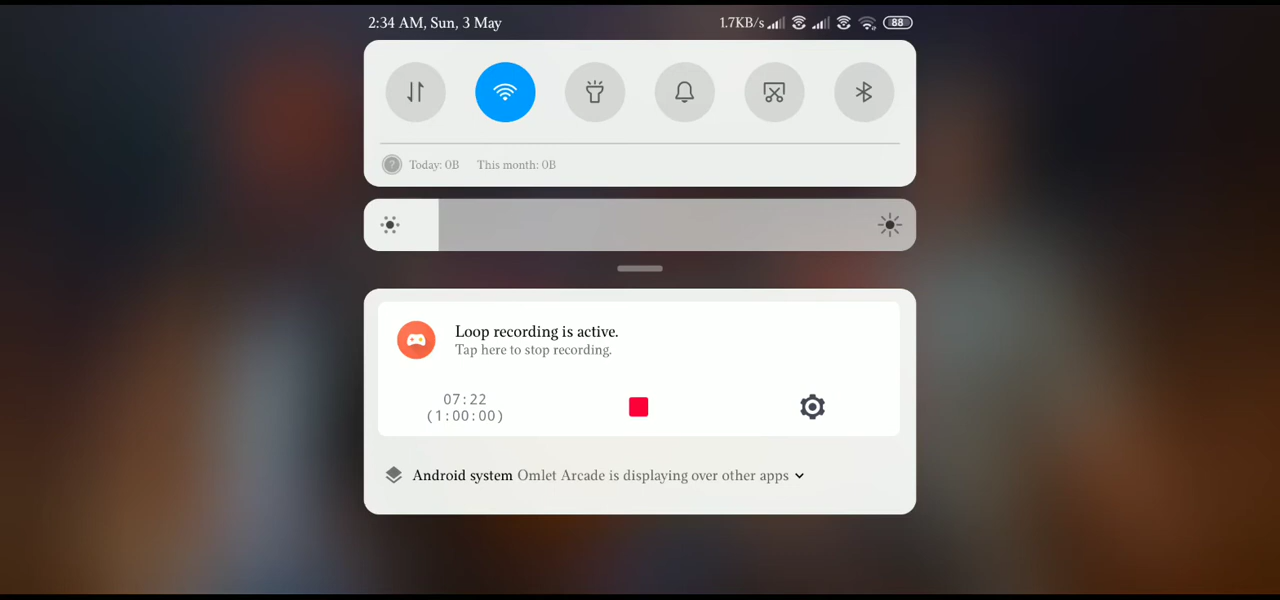 2:34 AM, Sun, 3 May 1.7KB/s 88
Today: 0B This month: 0B
Loop recording is active.
Tap here to stop recording.
07:22
(1:00:00)
Android system Omlet Arcade is displaying over other apps